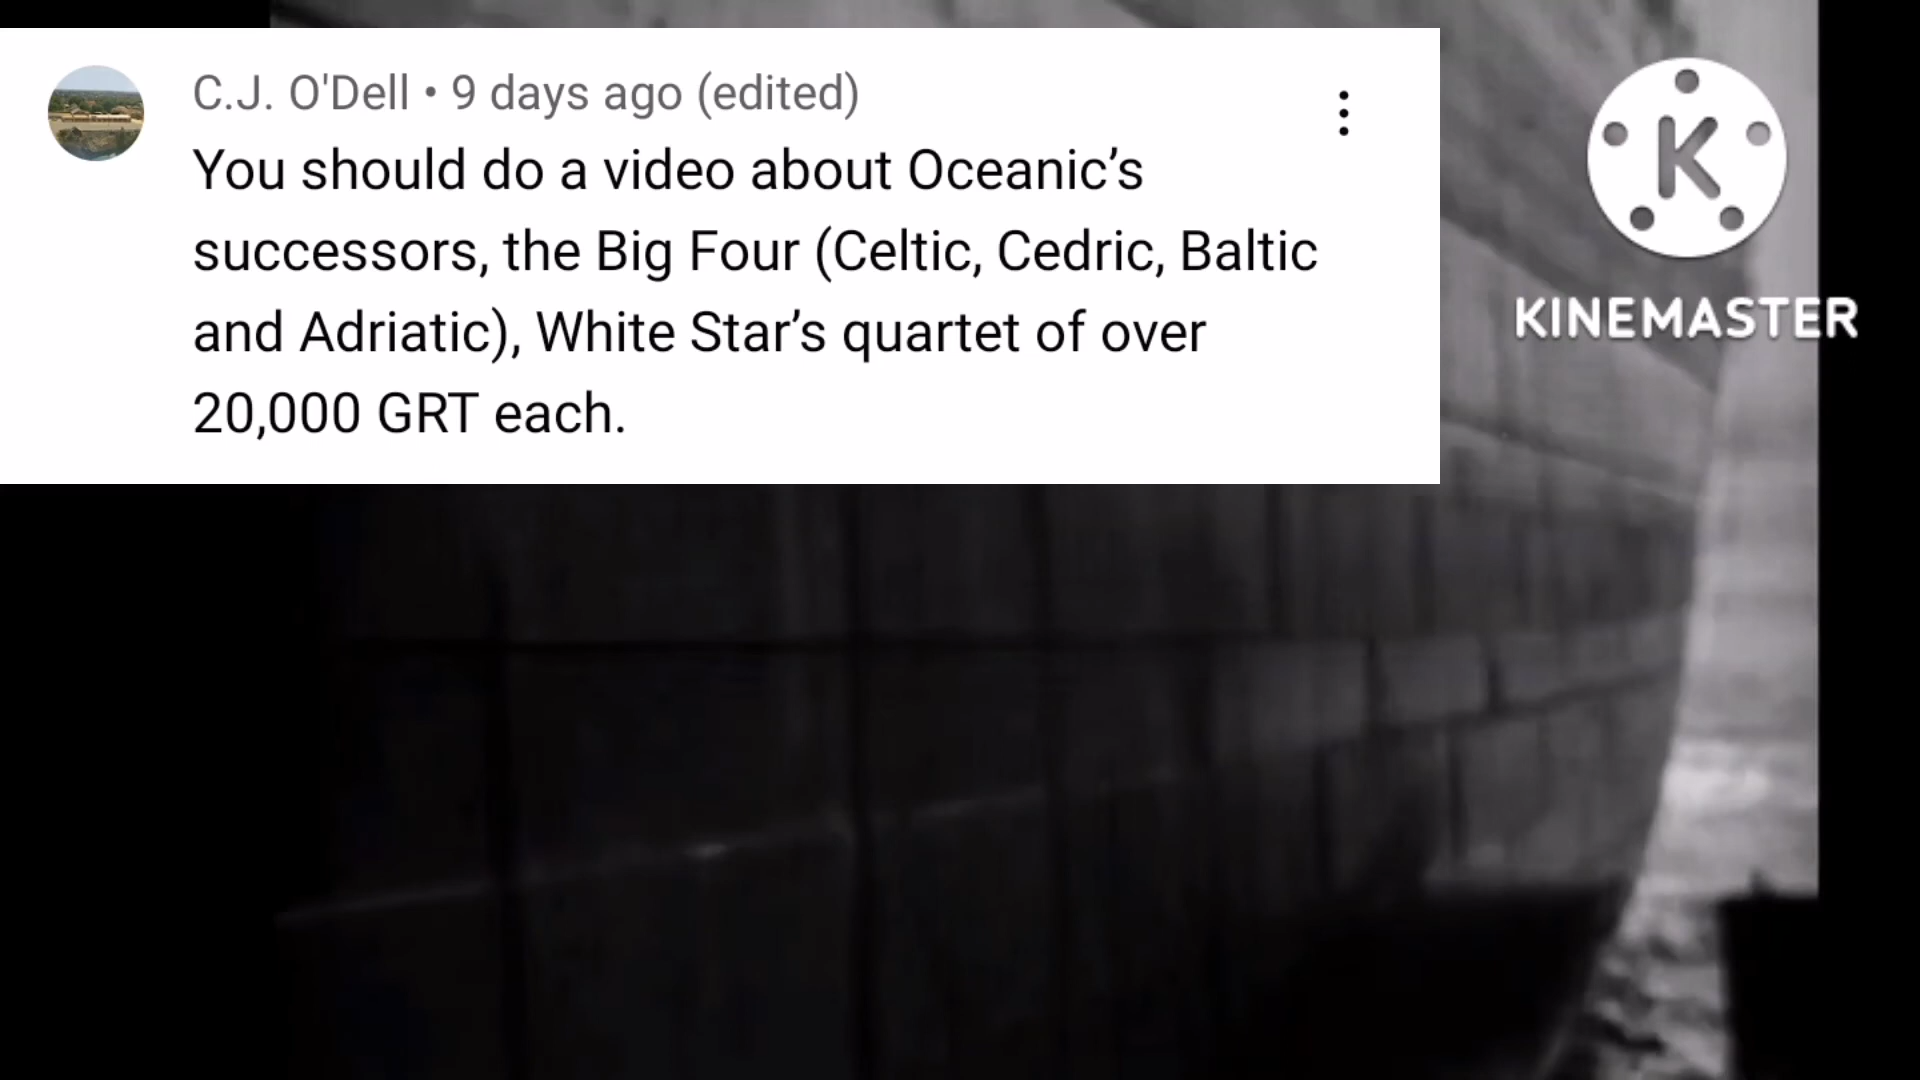 C.J. O'Dell • 9 days ago (edited)
You should do a video about Oceanic’s
successors, the Big Four (Celtic, Cedric, Baltic
and Adriatic), White Star’s quartet of over
20,000 GRT each.
K
KINEMASTER